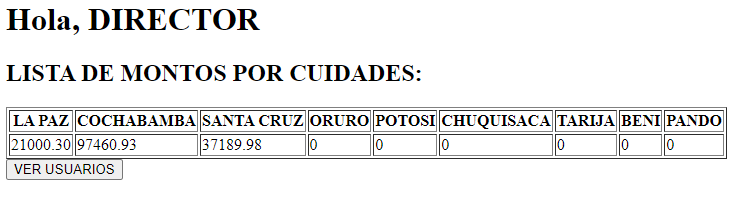 Hola, DIRECTOR
LISTA DE MONTOS POR CUIDADES:
LA PAZ COCHABAMBA SANTA CRUZ ORURO POTOSI CHUQUISACA TARIJA BENI PANDO
21000.30 97460.93 37189.98 0 0 0 0 0 0
VER USUARIOS